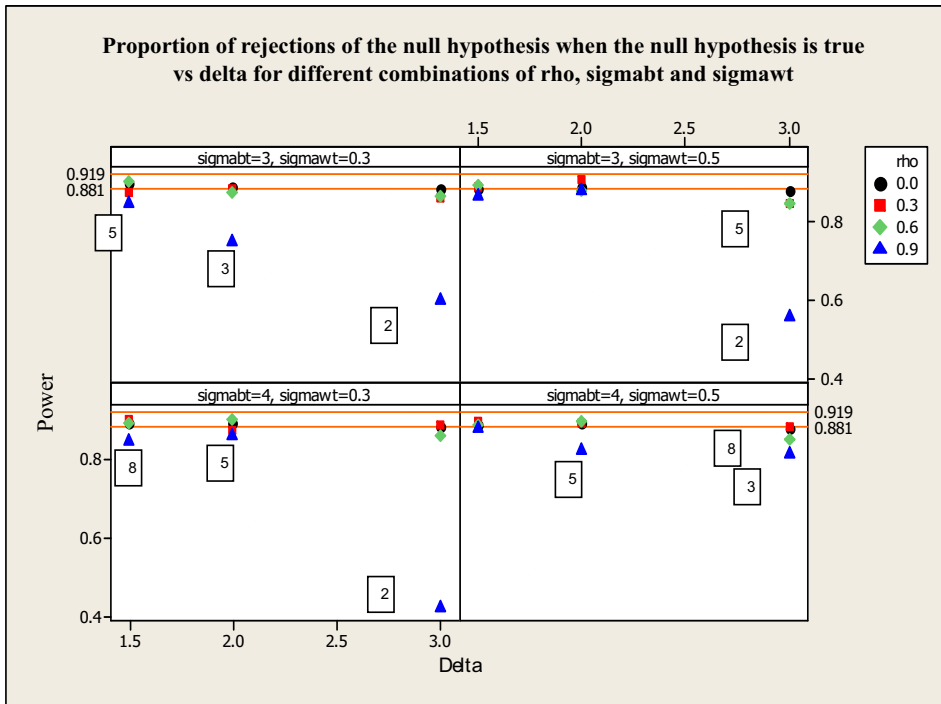 Proportion of rejections of the null hypothesis when the null hypothesis is true
vs delta for different combinations of rho, sigmabt and sigmawt
1.5 2.0 2.5 3.0
sigmabt=3, sigmawt=0.3
sigmabt=3, sigmawt=0.5
0.919
0.881
rho
0.0
0.3
0.6
0.9
5
3
2
5
2
0.8
0.6
0.4
Power
sigmabt=4, sigmawt=0.3
sigmabt=4, sigmawt=0.5
0.919
0.881
0.8
0.6
0.4
8
5
2
5
8
3
1.5 2.0 2.5 3.0
Delta